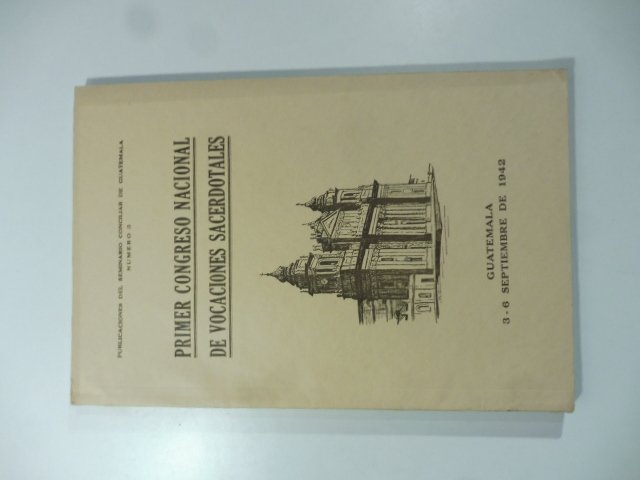 PUBLICACIONES DEL SEMINARIO CONCILIAR DE GUATEMALA
NUMERO 3
PRIMER CONGRESO NACIONAL
DE VOCACIONES SACERDOTALES
GUATEMALA
3 - 6 SEPTIEMBRE DE 1942